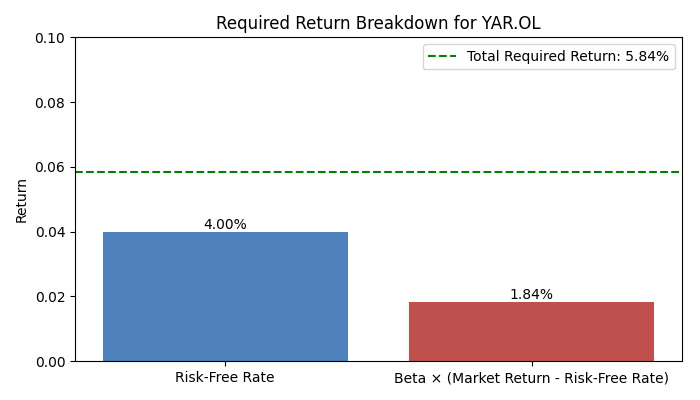 Required Return Breakdown for YAR.OL
0.10
Total Required Return: 5.84%
0.08
0.06
Return
0.04
4.00%
0.02
1.84%
0.00
Risk-Free Rate
Beta × (Market Return - Risk-Free Rate)